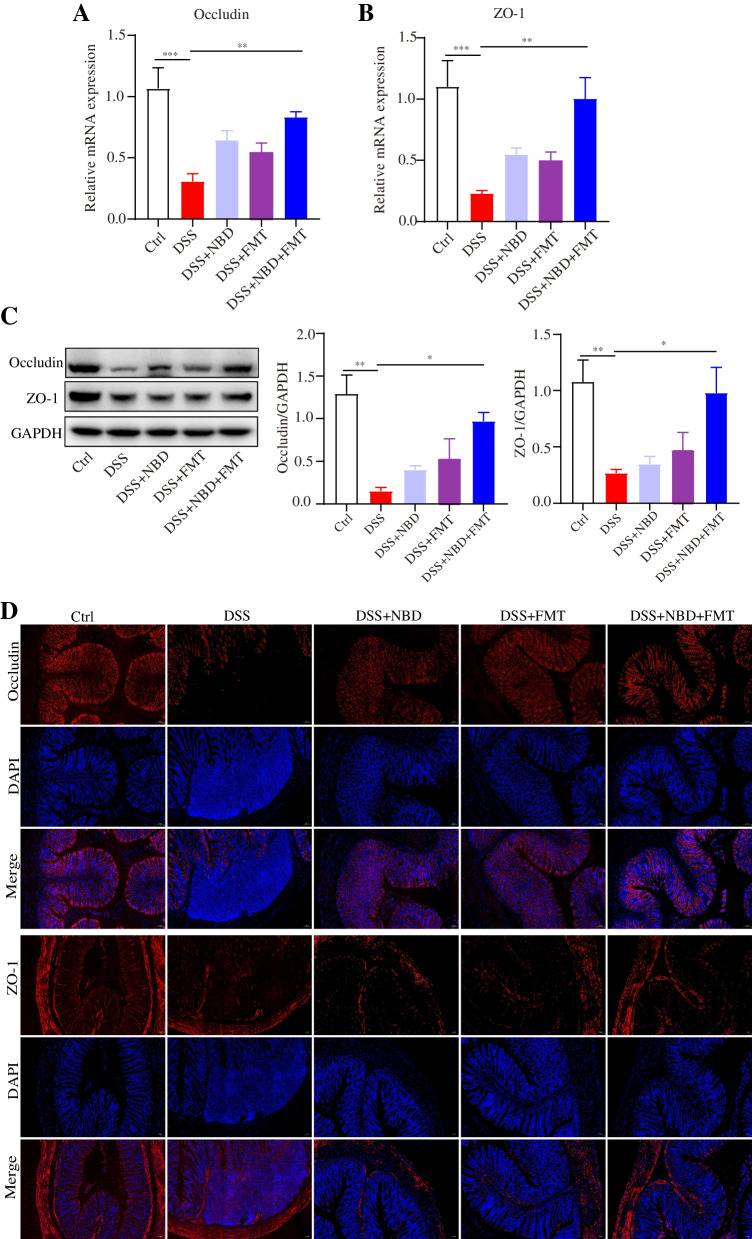 A
Occludin
Relative mRNA expression
1.5
1.0
0.5
0.0
***
**
Ctrl
DSS
DSS+NBD
DSS+FMT
DSS+NBD+FMT
B
ZO-1
Relative mRNA expression
1.5
1.0
0.5
0.0
***
**
Ctrl
DSS
DSS+NBD
DSS+FMT
DSS+NBD+FMT
C
Occludin
ZO-1
GAPDH
Ctrl
DSS
DSS+NBD
DSS+FMT
DSS+NBD+FMT
Occludin/GAPDH
2.0
1.5
1.0
0.5
0.0
**
*
Ctrl
DSS
DSS+NBD
DSS+FMT
DSS+NBD+FMT
ZO-1/GAPDH
1.5
1.0
0.5
0.0
**
*
Ctrl
DSS
DSS+NBD
DSS+FMT
DSS+NBD+FMT
D
Ctrl DSS DSS+NBD DSS+FMT DSS+NBD+FMT
Occludin
DAPI
Merge
ZO-1
DAPI
Merge